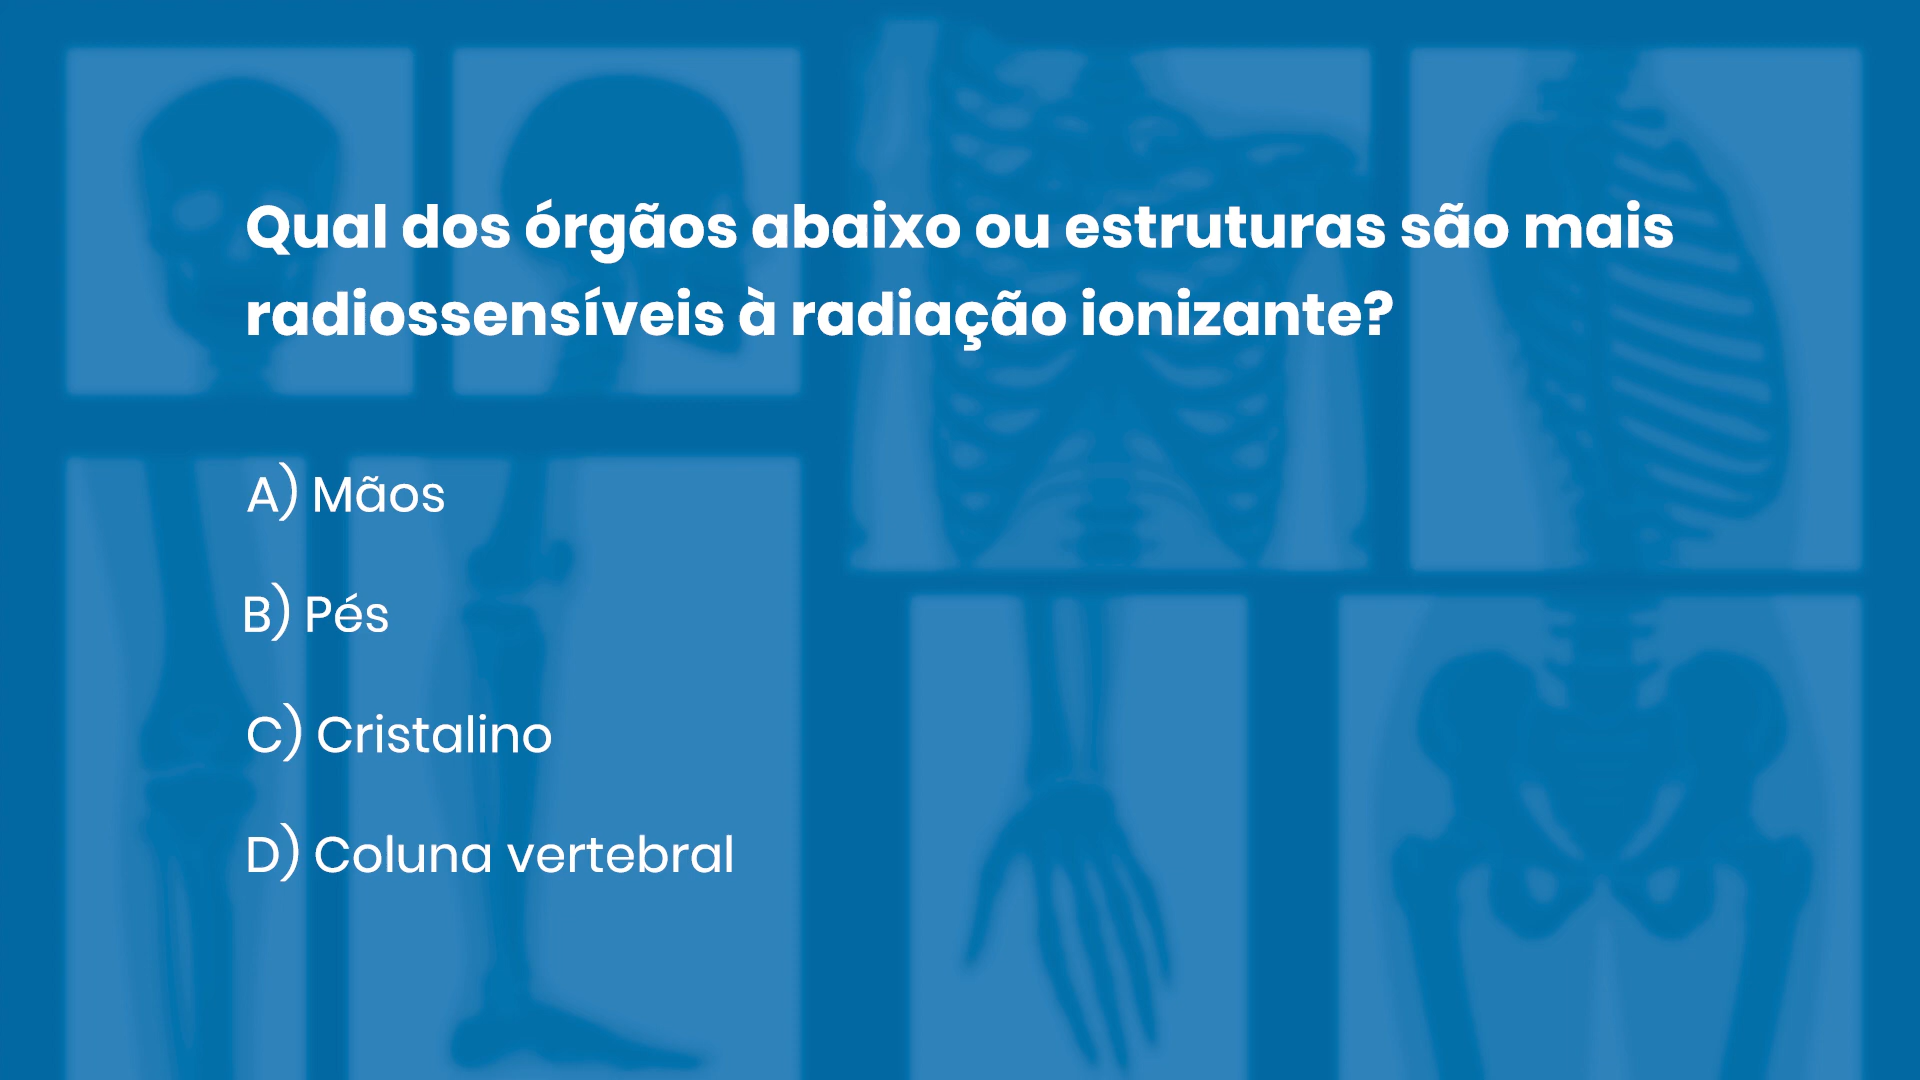 Qual dos órgãos abaixo ou estruturas são mais
radiossensíveis à radiação ionizante?
A) Mãos
B) Pés
C) Cristalino
D) Coluna vertebral